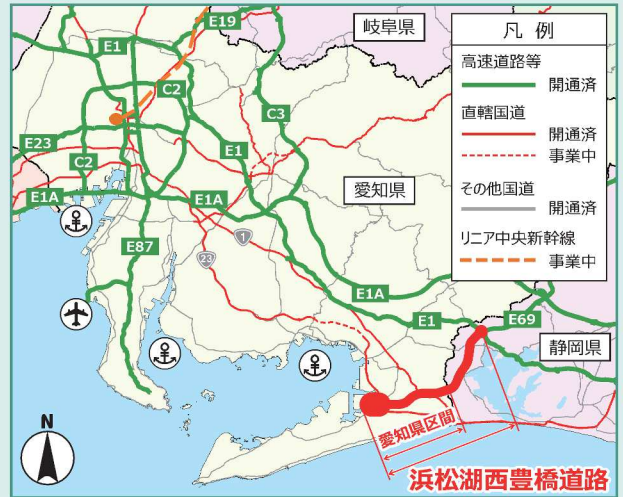 E19
岐阜県
E1
C2
C3
E23
E1
C2
愛知県
E1A
E1A
E87
1
23
E1A
E1
E69
静岡県
N
愛知県区間
浜松湖西豊橋道路
凡 例
高速道路等
開通済
直轄国道
開通済
事業中
その他国道
開通済
リニア中央新幹線
事業中